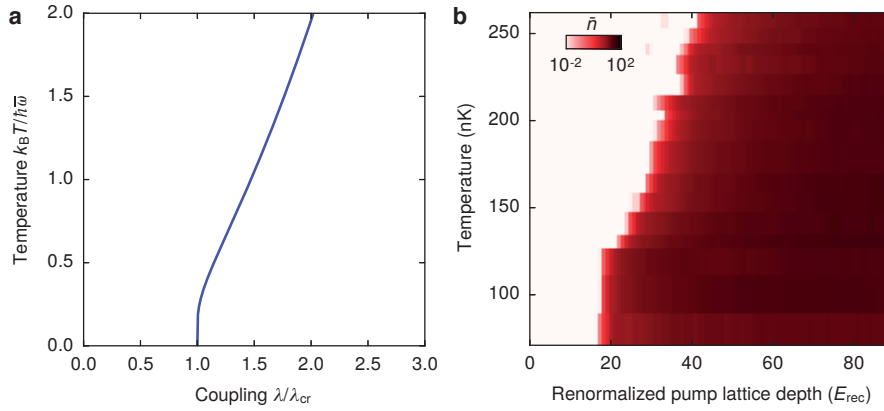 a
2.0
1.5
1.0
0.5
0.0
Temperature k_B T/ħω̄
0.0 0.5 1.0 1.5 2.0 2.5 3.0
Coupling λ/λ_cr
b
n̄
10⁻² 10²
250
200
150
100
Temperature (nK)
0 20 40 60 80
Renormalized pump lattice depth (E_rec)